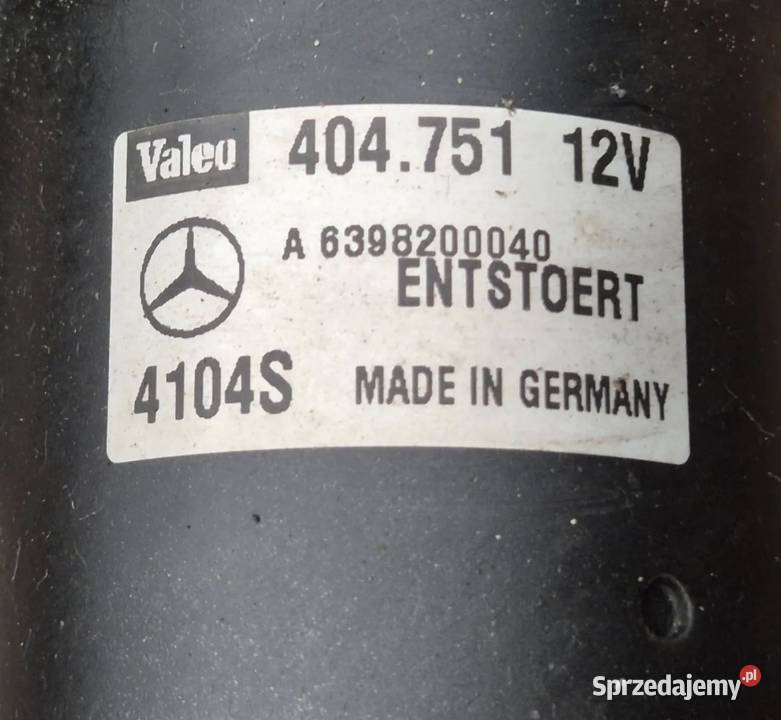 Valeo 404.751 12V
A 6398200040
ENTSTOERT
4104S MADE IN GERMANY
Sprzedajemy.pl